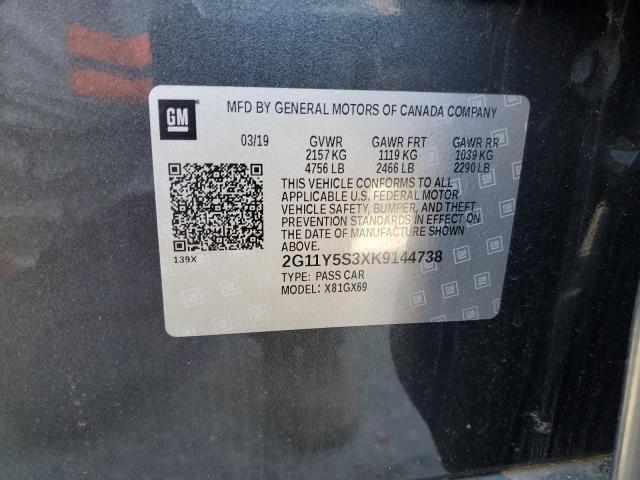 GM
MFD BY GENERAL MOTORS OF CANADA COMPANY
03/19 GVWR GAWR FRT GAWR RR
2157 KG 1119 KG 1039 KG
4756 LB 2466 LB 2290 LB
THIS VEHICLE CONFORMS TO ALL
APPLICABLE U.S. FEDERAL MOTOR
VEHICLE SAFETY, BUMPER, AND THEFT
PREVENTION STANDARDS IN EFFECT ON
THE DATE OF MANUFACTURE SHOWN
ABOVE.
139X
2G11Y5S3XK9144738
TYPE: PASS CAR
MODEL: X81GX69